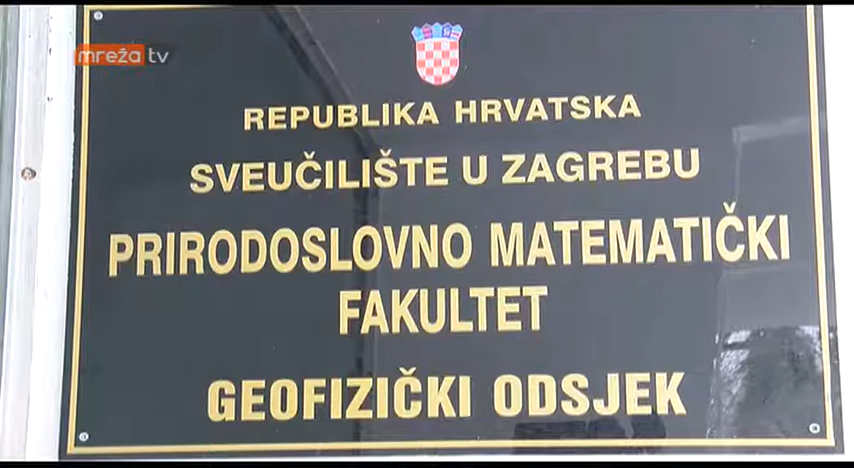 mreža tv
REPUBLIKA HRVATSKA
SVEUČILIŠTE U ZAGREBU
PRIRODOSLOVNO MATEMATIČKI
FAKULTET
GEOFIZIČKI ODSJEK